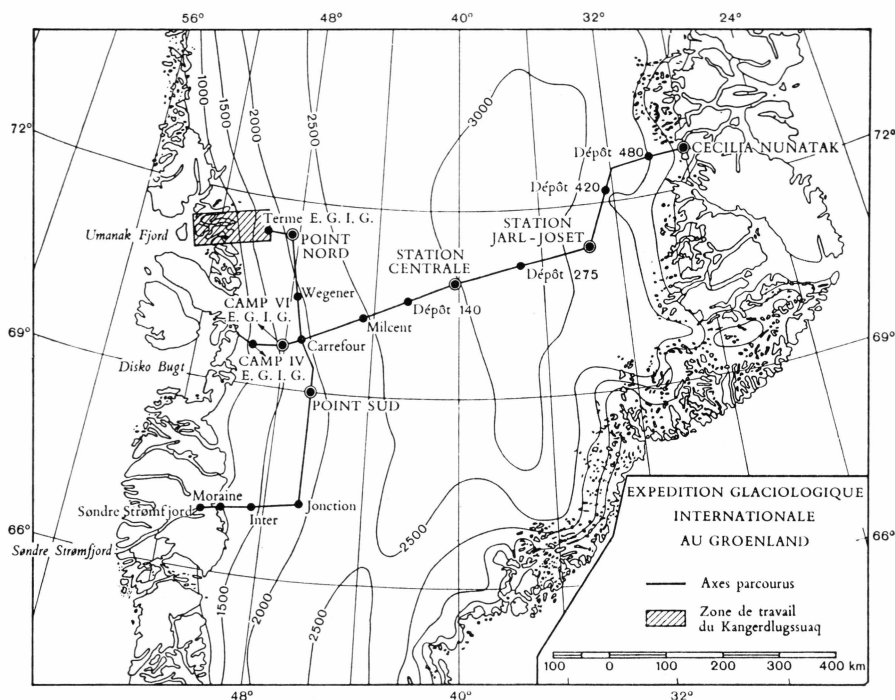 56°
48°
40°
32°
24°
1000
1500
2000
2500
3000
72°
72°
Dépôt 480
CECILIA NUNATAK
Dépôt 420
Terme E. G. I. G.
Umanak Fjord
POINT
NORD
STATION
JARL-JOSET
STATION
CENTRALE
Dépôt 275
Wegener
CAMP VI
E. G. I. G.
Dépôt 140
Milcent
69°
69°
Carrefour
Disko Bugt
CAMP IV
E. G. I. G.
POINT SUD
Moraine
Søndre Strømfjord
Inter
Jonction
66°
66°
Søndre Strømfjord
2500
1500
2000
2500
EXPEDITION GLACIOLOGIQUE
INTERNATIONALE
AU GROENLAND
Axes parcourus
Zone de travail
du Kangerdlugssuaq
100 0 100 200 300 400 km
48°
40°
32°